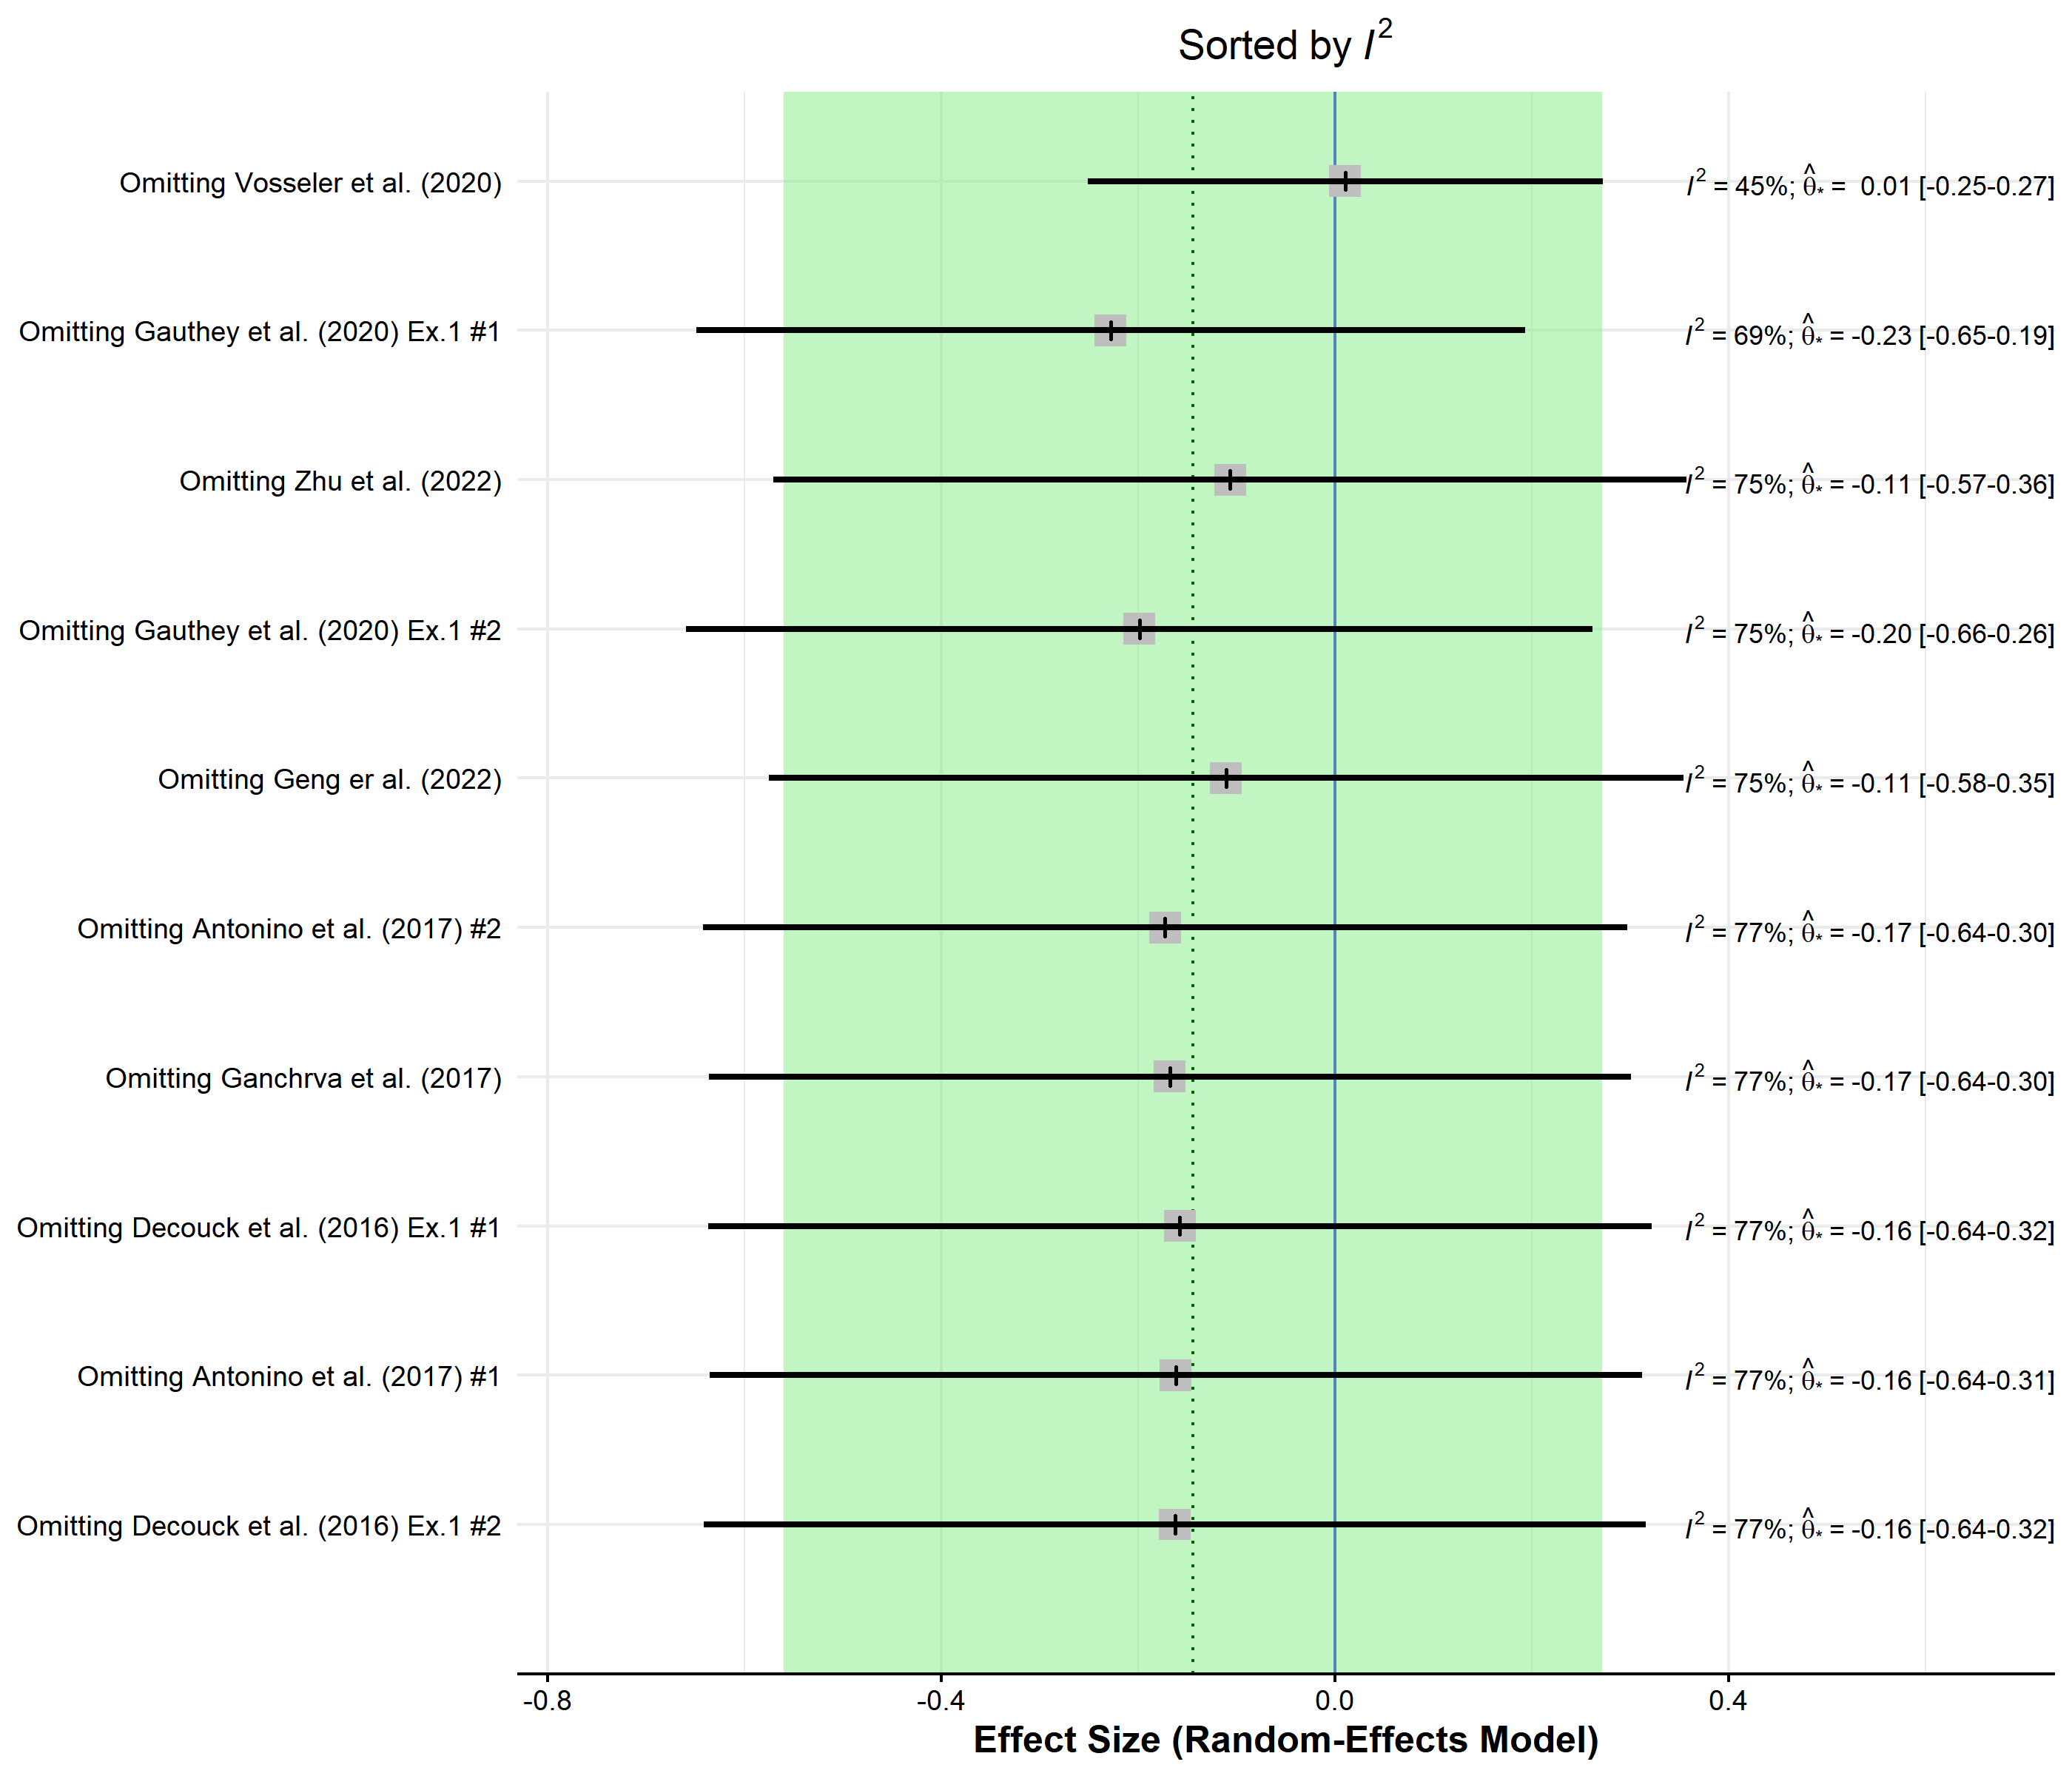 Sorted by I²
Omitting Vosseler et al. (2020) I² = 45%; θ̂* = 0.01 [-0.25-0.27]
Omitting Gauthey et al. (2020) Ex.1 #1 I² = 69%; θ̂* = -0.23 [-0.65-0.19]
Omitting Zhu et al. (2022) I² = 75%; θ̂* = -0.11 [-0.57-0.36]
Omitting Gauthey et al. (2020) Ex.1 #2 I² = 75%; θ̂* = -0.20 [-0.66-0.26]
Omitting Geng er al. (2022) I² = 75%; θ̂* = -0.11 [-0.58-0.35]
Omitting Antonino et al. (2017) #2 I² = 77%; θ̂* = -0.17 [-0.64-0.30]
Omitting Ganchrva et al. (2017) I² = 77%; θ̂* = -0.17 [-0.64-0.30]
Omitting Decouck et al. (2016) Ex.1 #1 I² = 77%; θ̂* = -0.16 [-0.64-0.32]
Omitting Antonino et al. (2017) #1 I² = 77%; θ̂* = -0.16 [-0.64-0.31]
Omitting Decouck et al. (2016) Ex.1 #2 I² = 77%; θ̂* = -0.16 [-0.64-0.32]
-0.8 -0.4 0.0 0.4
Effect Size (Random-Effects Model)